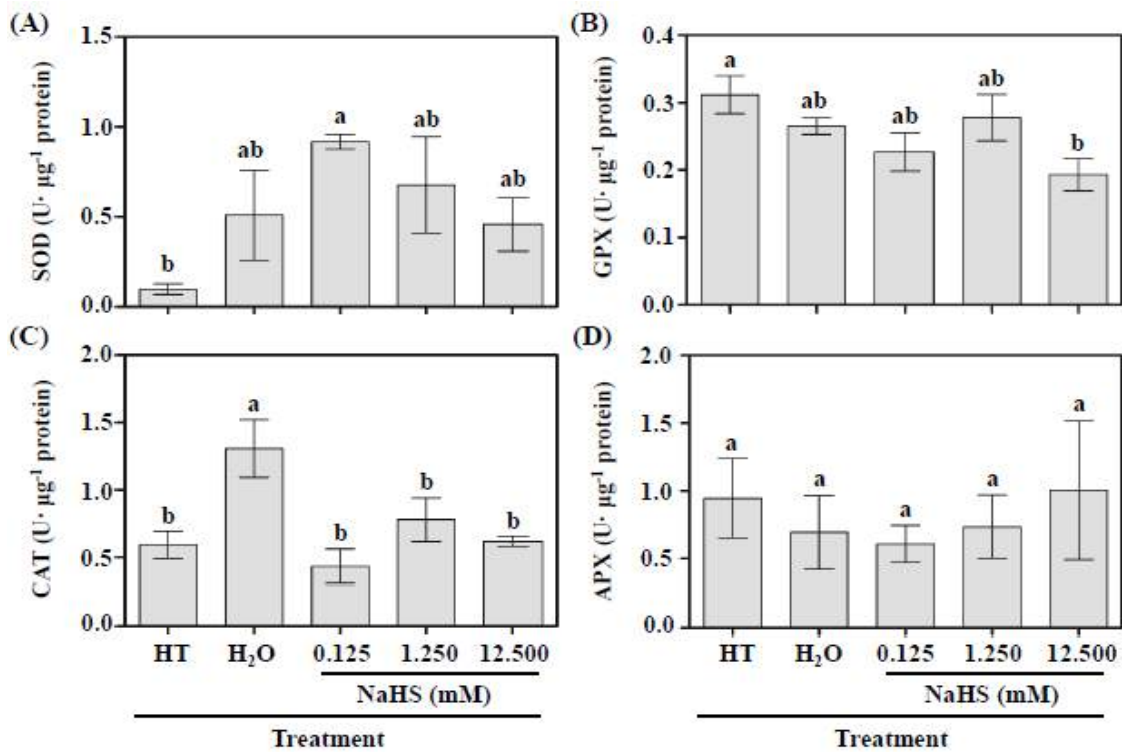 (A)
SOD (U· µg⁻¹ protein)
1.5
1.0
0.5
0.0
b
ab
a
ab
ab
(B)
GPX (U· µg⁻¹ protein)
0.4
0.3
0.2
0.1
0.0
a
ab
ab
ab
b
(C)
CAT (U· µg⁻¹ protein)
2.0
1.5
1.0
0.5
0.0
b
a
b
b
b
HT H₂O 0.125 1.250 12.500
NaHS (mM)
Treatment
(D)
APX (U· µg⁻¹ protein)
2.0
1.5
1.0
0.5
0.0
a
a
a
a
a
HT H₂O 0.125 1.250 12.500
NaHS (mM)
Treatment